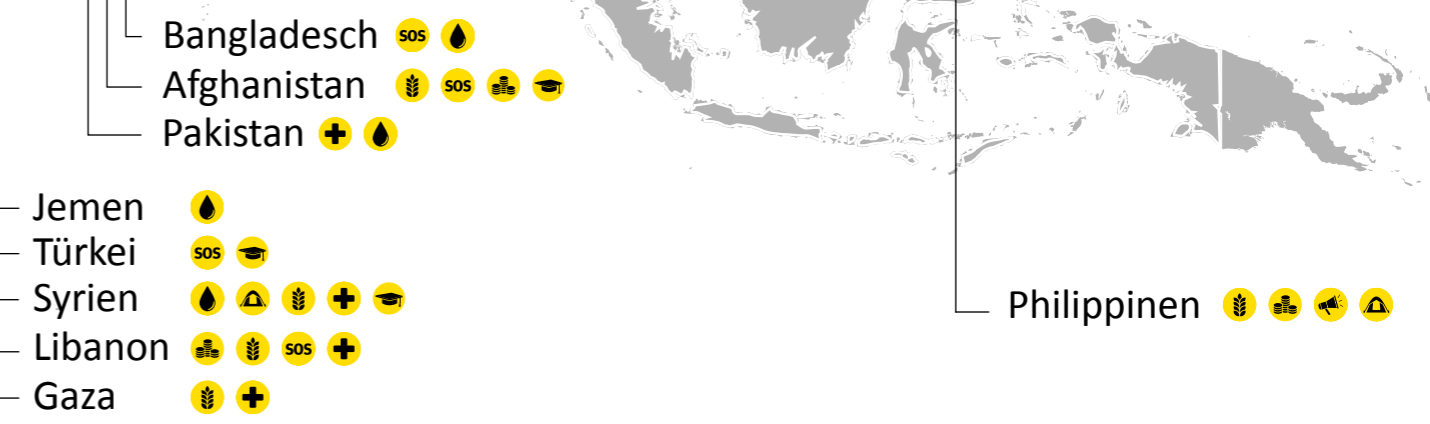 Bangladesch SOS
Afghanistan SOS
Pakistan
Jemen
Türkei SOS
Syrien
Libanon SOS
Gaza
Philippinen